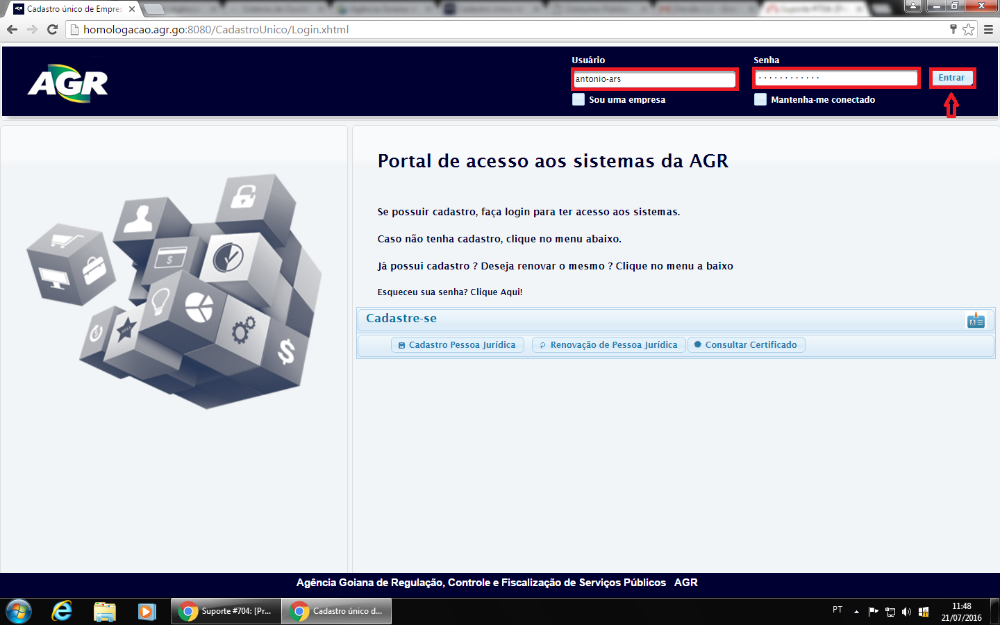 Cadastro único de Empres
homologacao.agr.go:8080/CadastroUnico/Login.xhtml
AGR
Usuário
Senha
antonio-ars
Entrar
Sou uma empresa
Mantenha-me conectado
Portal de acesso aos sistemas da AGR
Se possuir cadastro, faça login para ter acesso aos sistemas.
Caso não tenha cadastro, clique no menu abaixo.
Já possui cadastro ? Deseja renovar o mesmo ? Clique no menu a baixo
Esqueceu sua senha? Clique Aqui!
Cadastre-se
Cadastro Pessoa Jurídica
Renovação de Pessoa Jurídica
Consultar Certificado
Agência Goiana de Regulação, Controle e Fiscalização de Serviços Públicos AGR
Suporte #704: [Pr...
Cadastro único d...
PT
11:48
21/07/2016